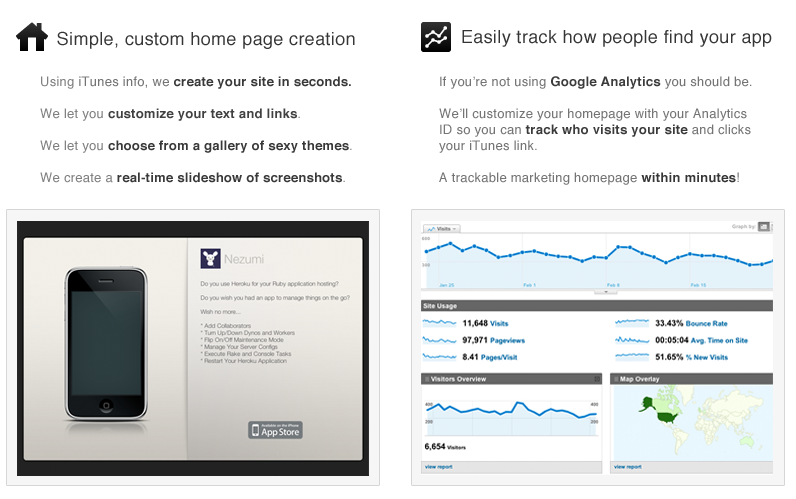 Simple, custom home page creation
Using iTunes info, we create your site in seconds.
We let you customize your text and links.
We let you choose from a gallery of sexy themes.
We create a real-time slideshow of screenshots.
Nezumi
Do you use Heroku for your Ruby application hosting?
Do you wish you had an app to manage things on the go?
Wish no more...
* Add Collaborators
* Turn Up/Down Dynos and Workers
* Flip On/Off Maintenance Mode
* Manage Your Server Configs
* Execute Rake and Console Tasks
* Restart Your Heroku Application
Available on the iPhone
App Store
Easily track how people find your app
If you're not using Google Analytics you should be.
We'll customize your homepage with your Analytics
ID so you can track who visits your site and clicks
your iTunes link.
A trackable marketing homepage within minutes!
Visits
Graph by:
600
300
Jan 25
Feb 1
Feb 8
Feb 15
Site Usage
11,648 Visits
33.43% Bounce Rate
97,971 Pageviews
00:05:04 Avg. Time on Site
8.41 Pages/Visit
51.65% % New Visits
Visitors Overview
400
400
200
200
6,654 Visitors
view report
Map Overlay
view report